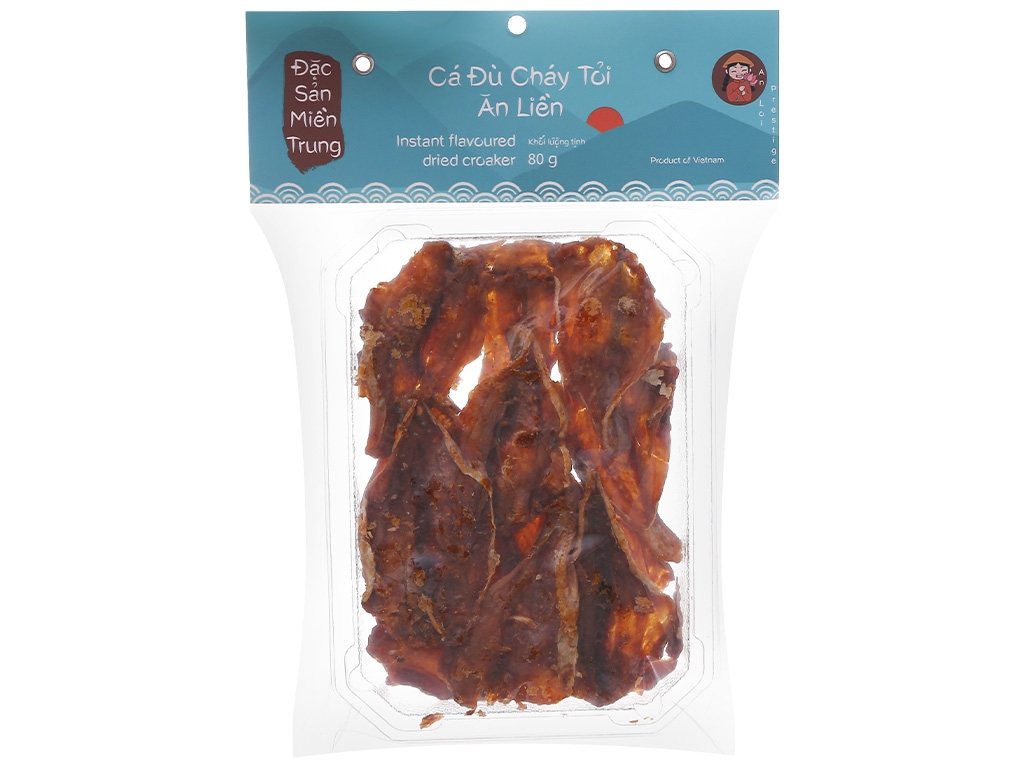 Đặc
Sản
Miền
Trung
Cá Đù Cháy Tỏi
Ăn Liền
Instant flavoured
dried croaker
Khối lượng tịnh
80 g
Product of Vietnam
An Loi
Prestige